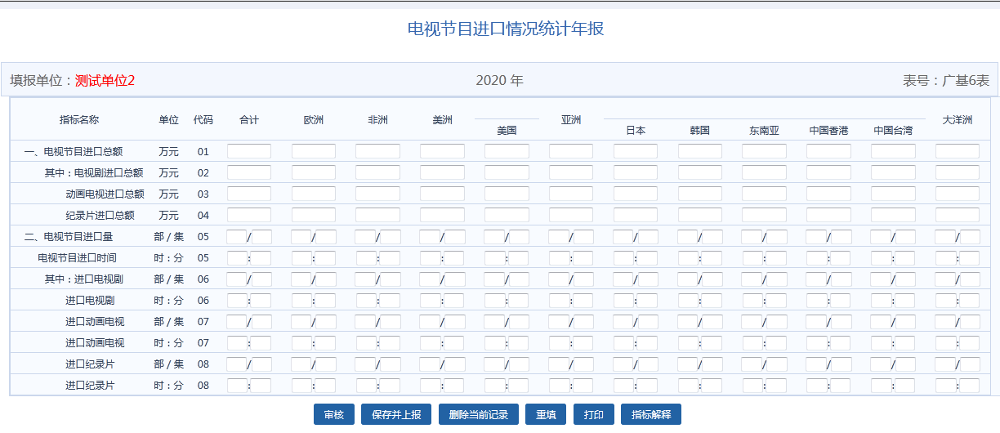 电视节目进口情况统计年报
填报单位：测试单位2 2020 年 表号：广基6表
指标名称 单位 代码 合计 欧洲 非洲 美洲 美国 亚洲 日本 韩国 东南亚 中国香港 中国台湾 大洋洲
一、电视节目进口总额 万元 01
其中：电视剧进口总额 万元 02
动画电视进口总额 万元 03
纪录片进口总额 万元 04
二、电视节目进口量 部 / 集 05 / / / / / / / / / / / /
电视节目进口时间 时：分 05 : : : : : : : : : : : :
其中：进口电视剧 部 / 集 06 / / / / / / / / / / / /
进口电视剧 时：分 06 : : : : : : : : : : : :
进口动画电视 部 / 集 07 / / / / / / / / / / / /
进口动画电视 时：分 07 : : : : : : : : : : : :
进口纪录片 部 / 集 08 / / / / / / / / / / / /
进口纪录片 时：分 08 : : : : : : : : : : : :
审核 保存并上报 删除当前记录 重填 打印 指标解释